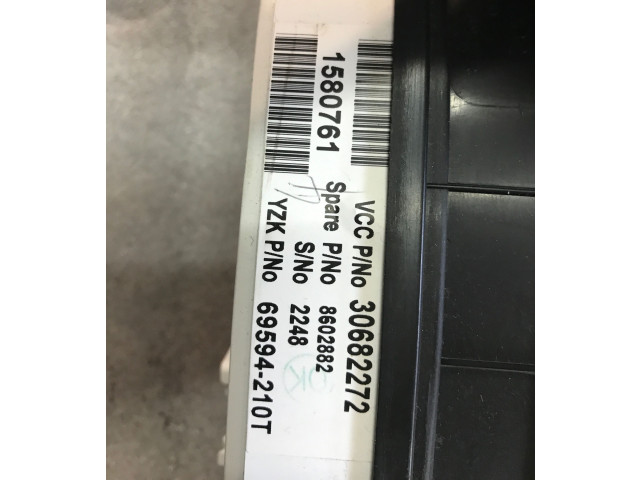 VCC P/No 30682272
1580761 Spare P/No 8602882
S/No 2248
YZK P/No 69594-210T